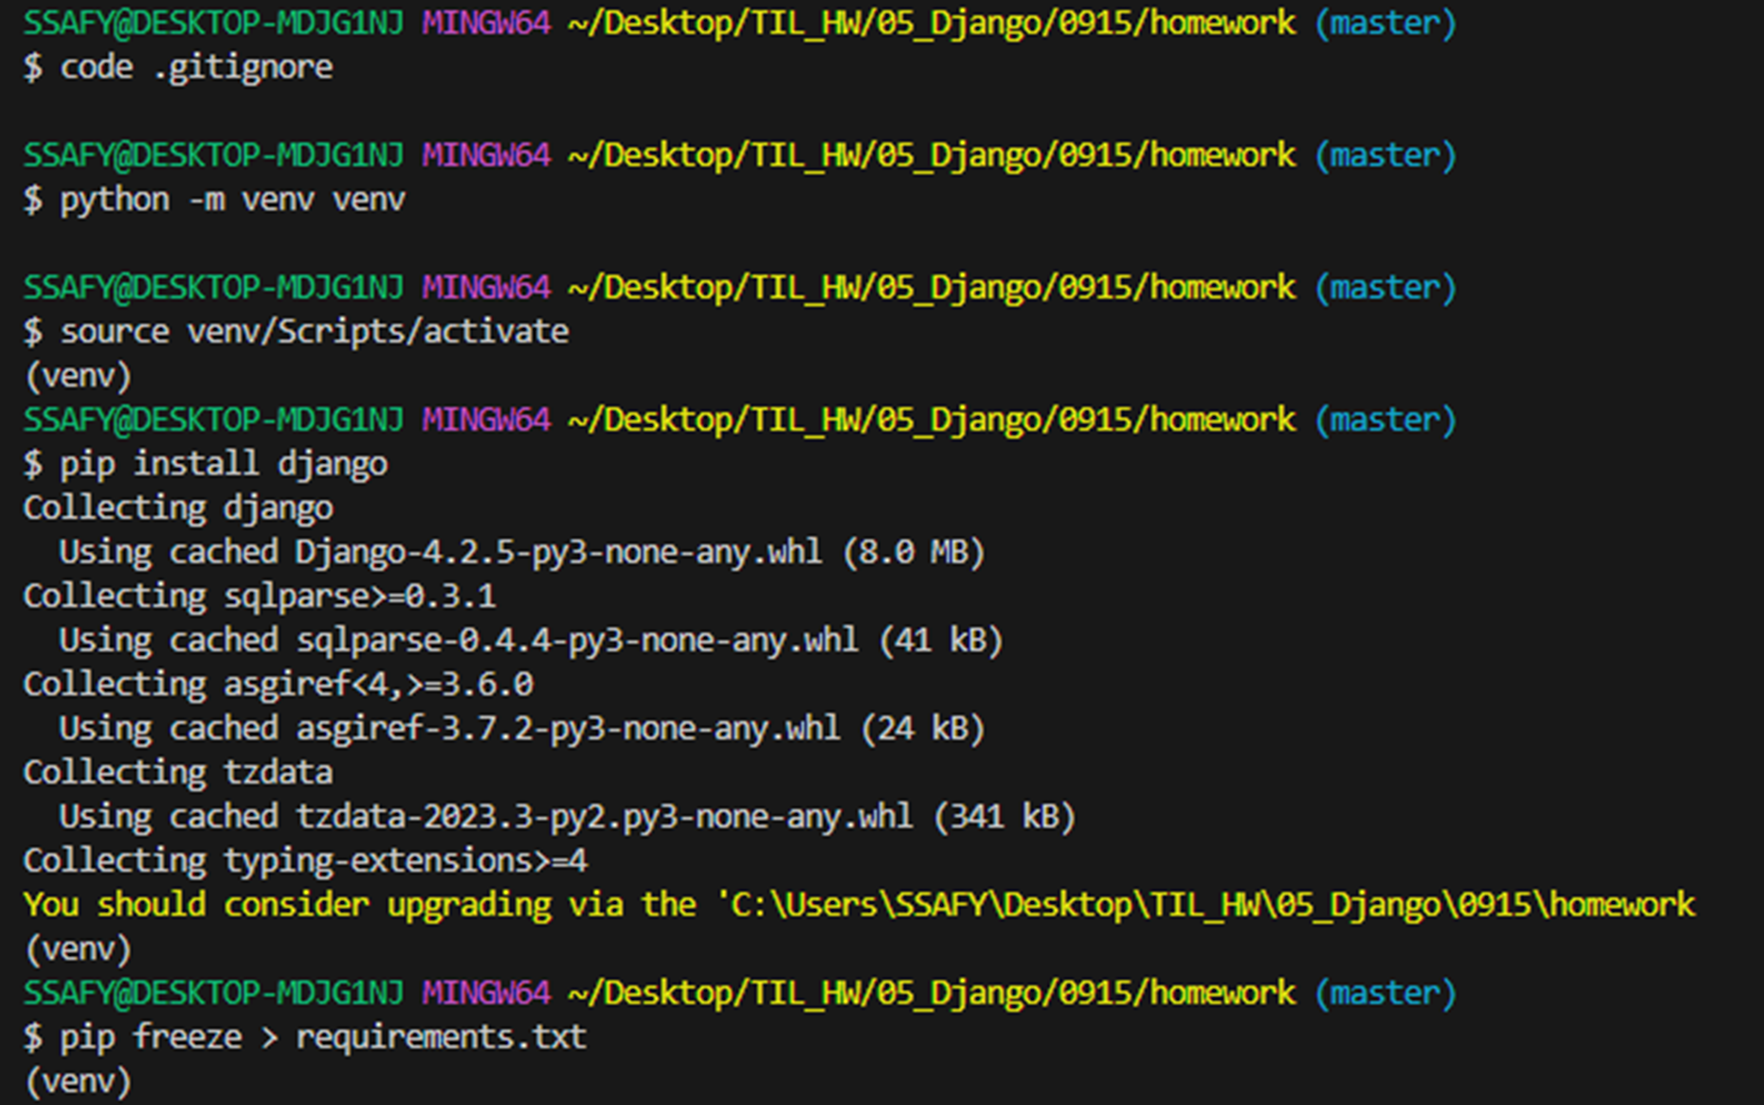 SSAFY@DESKTOP-MDJG1NJ MINGW64 ~/Desktop/TIL_HW/05_Django/0915/homework (master)
$ code .gitignore
SSAFY@DESKTOP-MDJG1NJ MINGW64 ~/Desktop/TIL_HW/05_Django/0915/homework (master)
$ python -m venv venv
SSAFY@DESKTOP-MDJG1NJ MINGW64 ~/Desktop/TIL_HW/05_Django/0915/homework (master)
$ source venv/Scripts/activate
(venv)
SSAFY@DESKTOP-MDJG1NJ MINGW64 ~/Desktop/TIL_HW/05_Django/0915/homework (master)
$ pip install django
Collecting django
  Using cached Django-4.2.5-py3-none-any.whl (8.0 MB)
Collecting sqlparse>=0.3.1
  Using cached sqlparse-0.4.4-py3-none-any.whl (41 kB)
Collecting asgiref<4,>=3.6.0
  Using cached asgiref-3.7.2-py3-none-any.whl (24 kB)
Collecting tzdata
  Using cached tzdata-2023.3-py2.py3-none-any.whl (341 kB)
Collecting typing-extensions>=4
You should consider upgrading via the 'C:\Users\SSAFY\Desktop\TIL_HW\05_Django\0915\homework
(venv)
SSAFY@DESKTOP-MDJG1NJ MINGW64 ~/Desktop/TIL_HW/05_Django/0915/homework (master)
$ pip freeze > requirements.txt
(venv)